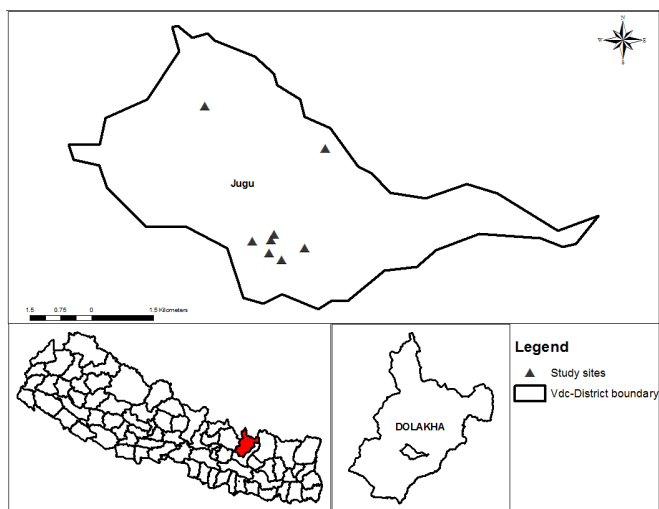 N
W
E
S
Jugu
1.5 0.75 0 1.5 Kilometers
DOLAKHA
Legend
Study sites
Vdc-District boundary